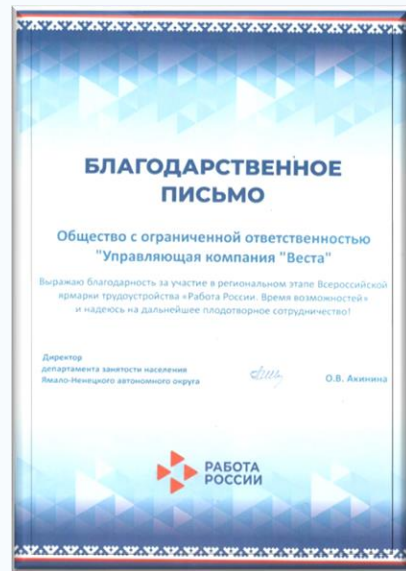 БЛАГОДАРСТВЕННОЕ
ПИСЬМО
Общество с ограниченной ответственностью
"Управляющая компания "Веста"
Выражаю благодарность за участие в региональном этапе Всероссийской
ярмарки трудоустройства «Работа России. Время возможностей»
и надеюсь на дальнейшее плодотворное сотрудничество!
Директор
департамента занятости населения
Ямало-Ненецкого автономного округа
О.В. Акинина
РАБОТА
РОССИИ